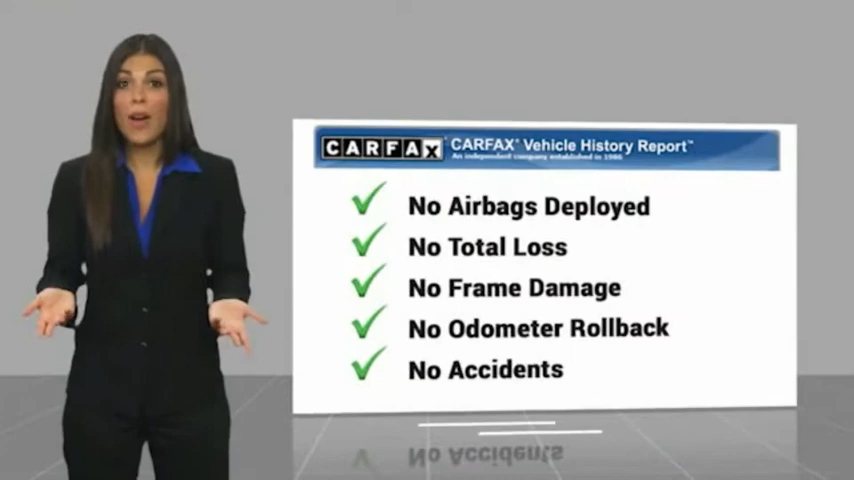 CARFAX CARFAX® Vehicle History Report™
An independent company established in 1986
No Airbags Deployed
No Total Loss
No Frame Damage
No Odometer Rollback
No Accidents
No Accidents